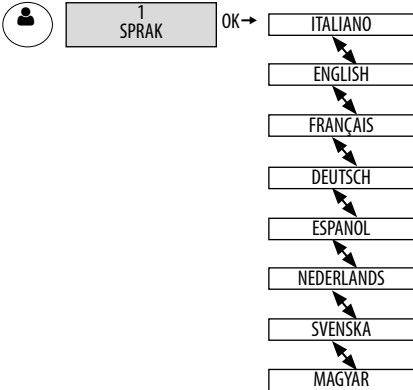 1
SPRAK
OK
ITALIANO
ENGLISH
FRANÇAIS
DEUTSCH
ESPANOL
NEDERLANDS
SVENSKA
MAGYAR